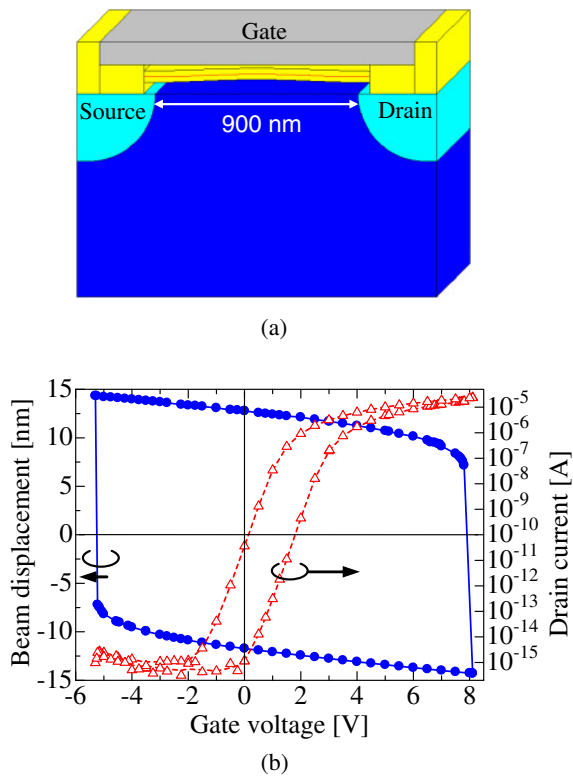 Gate
Source
Drain
900 nm
(a)
Beam displacement [nm]
15
10
5
0
-5
-10
-15
10⁻⁵
10⁻⁶
10⁻⁷
10⁻⁸
10⁻⁹
10⁻¹⁰
10⁻¹¹
10⁻¹²
10⁻¹³
10⁻¹⁴
10⁻¹⁵
Drain current [A]
-6 -4 -2 0 2 4 6 8
Gate voltage [V]
(b)